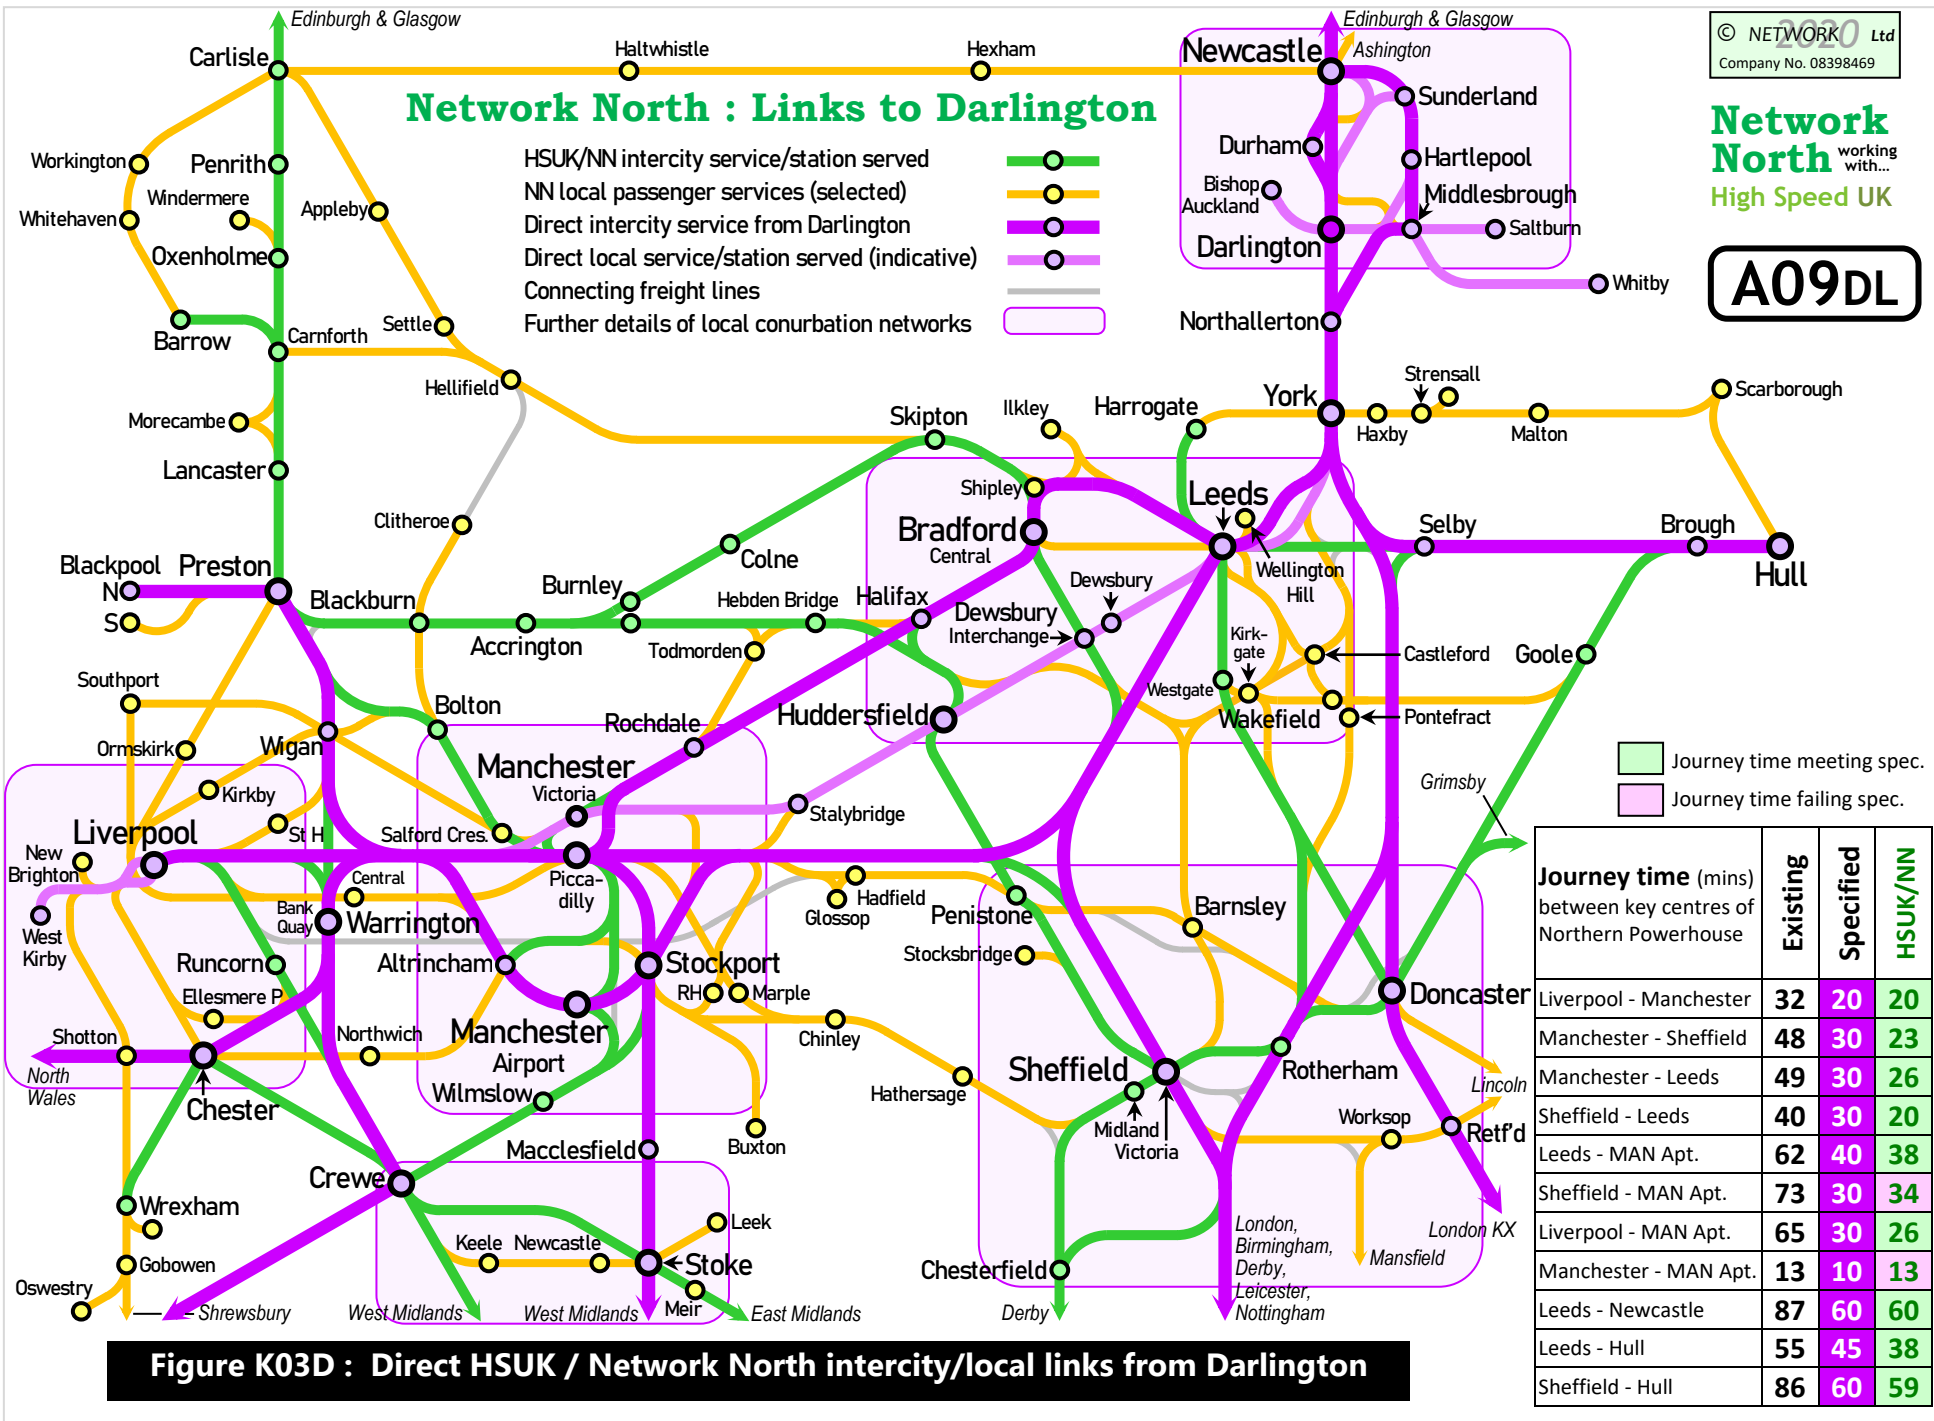 Edinburgh & Glasgow
Edinburgh & Glasgow
© NETWORK 2020 Ltd
Company No. 08398469
Carlisle
Haltwhistle
Hexham
Newcastle
Ashington
Network North : Links to Darlington
Sunderland
Network
North working
with...
High Speed UK
HSUK/NN intercity service/station served
NN local passenger services (selected)
Direct intercity service from Darlington
Direct local service/station served (indicative)
Connecting freight lines
Further details of local conurbation networks
Durham
Hartlepool
Bishop
Auckland
Middlesbrough
Darlington
Saltburn
Whitby
A09DL
Workington
Penrith
Windermere
Whitehaven
Appleby
Oxenholme
Barrow
Carnforth
Settle
Northallerton
Hellifield
Strensall
Scarborough
Morecambe
Skipton
Ilkley
Harrogate
York
Haxby
Malton
Lancaster
Shipley
Leeds
Clitheroe
Bradford
Central
Selby
Brough
Colne
Wellington
Hill
Hull
Blackpool
N
S
Preston
Blackburn
Burnley
Hebden Bridge
Halifax
Dewsbury
Dewsbury
Interchange
Accrington
Todmorden
Kirk-
gate
Castleford
Goole
Southport
Westgate
Wakefield
Pontefract
Bolton
Rochdale
Huddersfield
Ormskirk
Wigan
Manchester
Victoria
Kirkby
Journey time meeting spec.
Journey time failing spec.
Grimsby
Liverpool
St H
Salford Cres.
Stalybridge
New
Brighton
Central
Picca-
dilly
Glossop
Hadfield
Penistone
Barnsley
Bank
Quay
Warrington
West
Kirby
Stocksbridge
Runcorn
Altrincham
Stockport
Ellesmere P
RH
Marple
Doncaster
Shotton
Northwich
Manchester
Airport
Chinley
North
Wales
Chester
Wilmslow
Hathersage
Sheffield
Rotherham
Lincoln
Worksop
Midland
Victoria
Retf'd
Buxton
Macclesfield
Crewe
Wrexham
Leek
London KX
Keele
Newcastle
Stoke
London,
Birmingham,
Derby,
Leicester,
Nottingham
Mansfield
Gobowen
Chesterfield
Oswestry
Meir
Shrewsbury
West Midlands
West Midlands
East Midlands
Derby
Journey time (mins)
between key centres of
Northern Powerhouse
Existing
Specified
HSUK/NN
Liverpool - Manchester 32 20 20
Manchester - Sheffield 48 30 23
Manchester - Leeds 49 30 26
Sheffield - Leeds 40 30 20
Leeds - MAN Apt. 62 40 38
Sheffield - MAN Apt. 73 30 34
Liverpool - MAN Apt. 65 30 26
Manchester - MAN Apt. 13 10 13
Leeds - Newcastle 87 60 60
Leeds - Hull 55 45 38
Sheffield - Hull 86 60 59
Figure K03D : Direct HSUK / Network North intercity/local links from Darlington